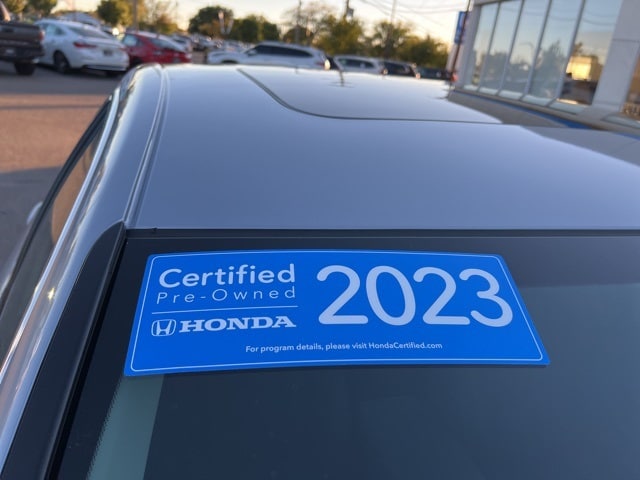 Certified
Pre-Owned
HONDA
2023
For program details, please visit HondaCertified.com